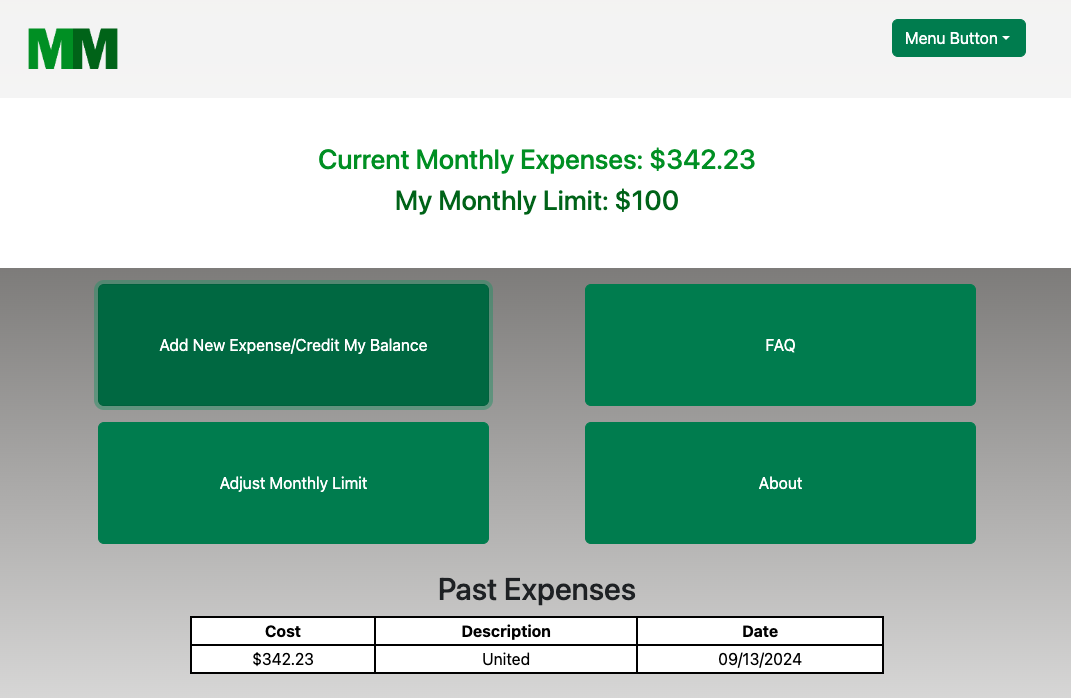 MM
Menu Button
Current Monthly Expenses: $342.23
My Monthly Limit: $100
Add New Expense/Credit My Balance
FAQ
Adjust Monthly Limit
About
Past Expenses
Cost Description Date
$342.23 United 09/13/2024